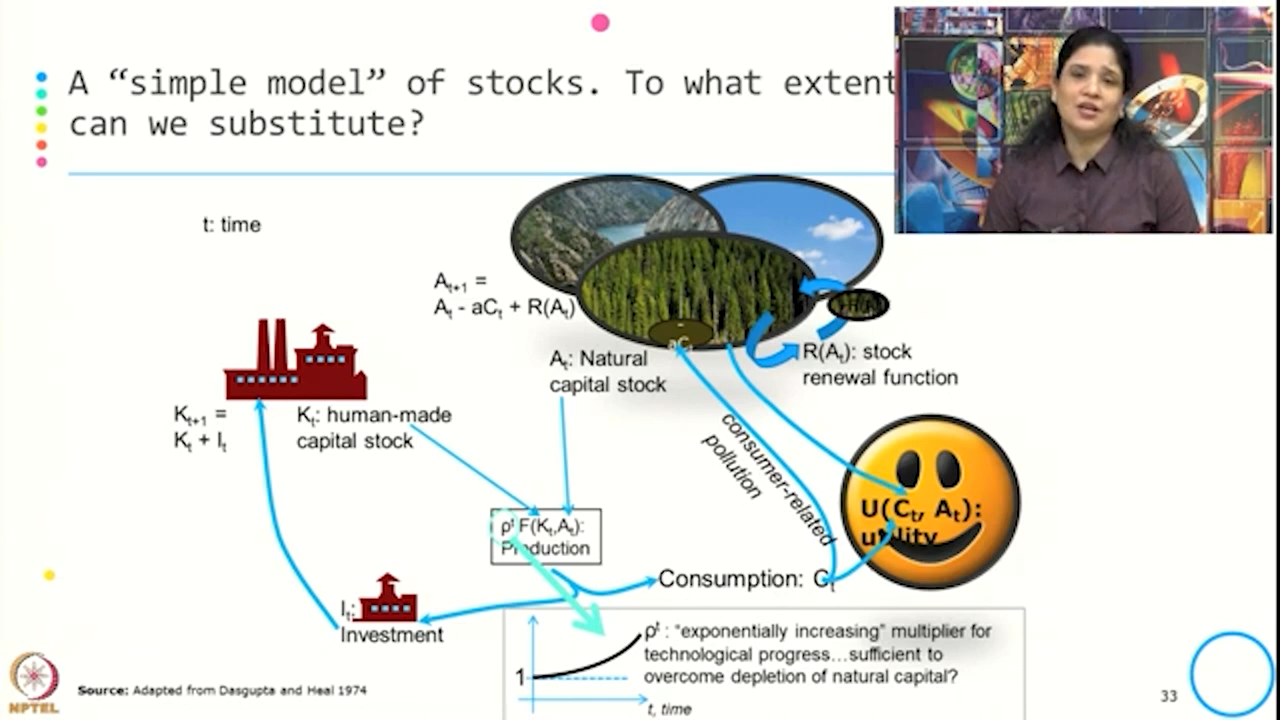 A “simple model” of stocks. To what extent
can we substitute?
t: time
Aₜ₊₁ =
Aₜ - aCₜ + R(Aₜ)
Aₜ: Natural
capital stock
R(Aₜ): stock
renewal function
Kₜ₊₁ =
Kₜ + Iₜ
Kₜ: human-made
capital stock
consumer-related
pollution
U(Cₜ, Aₜ):
utility
ρᵗ F(Kₜ,Aₜ):
Production
Consumption: Cₜ
Iₜ:
Investment
ρᵗ : “exponentially increasing” multiplier for
technological progress…sufficient to
overcome depletion of natural capital?
1
t, time
Source: Adapted from Dasgupta and Heal 1974
33
NPTEL